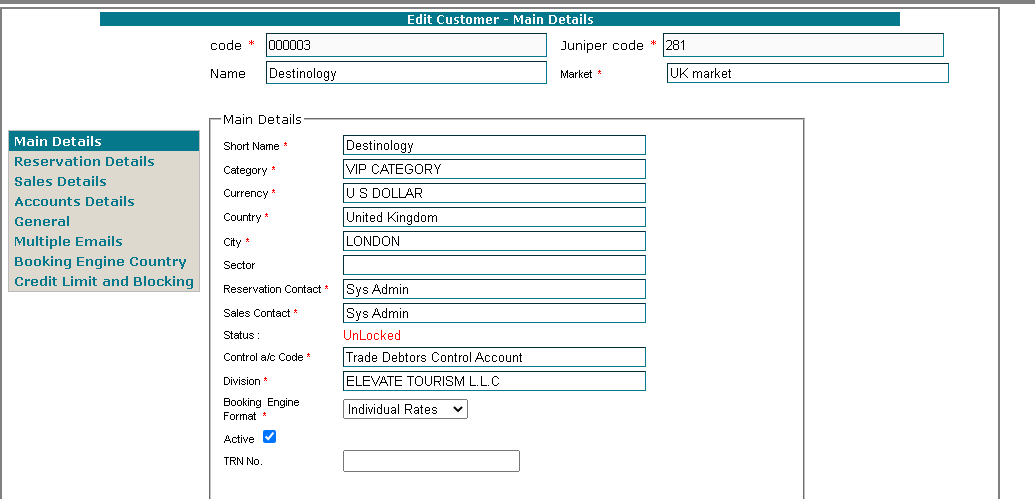 Edit Customer - Main Details
code * 000003 Juniper code * 281
Name Destinology Market * UK market
Main Details
Reservation Details
Sales Details
Accounts Details
General
Multiple Emails
Booking Engine Country
Credit Limit and Blocking
Main Details
Short Name * Destinology
Category * VIP CATEGORY
Currency * U S DOLLAR
Country * United Kingdom
City * LONDON
Sector
Reservation Contact * Sys Admin
Sales Contact * Sys Admin
Status : UnLocked
Control a/c Code * Trade Debtors Control Account
Division * ELEVATE TOURISM L.L.C
Booking Engine
Format * Individual Rates
Active
TRN No.